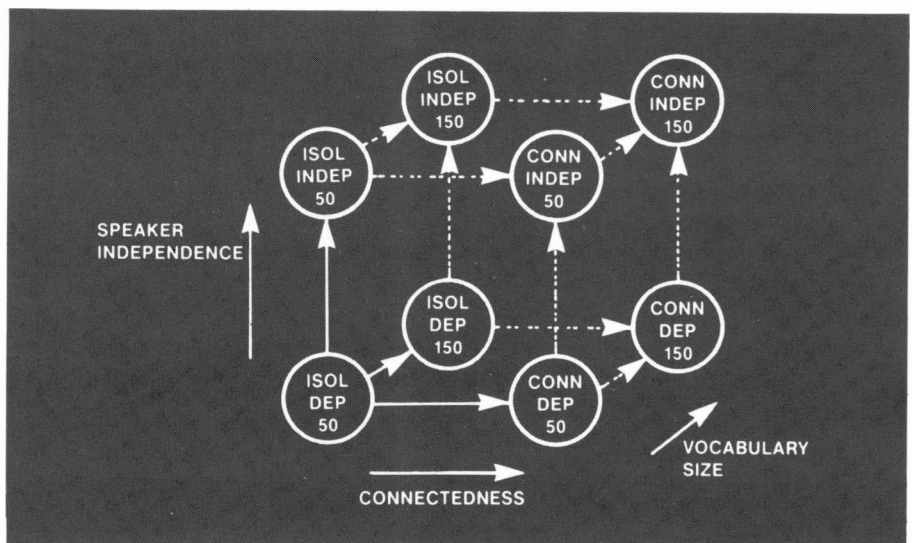 ISOL
INDEP
150
CONN
INDEP
150
ISOL
INDEP
50
CONN
INDEP
50
SPEAKER
INDEPENDENCE
ISOL
DEP
150
CONN
DEP
150
ISOL
DEP
50
CONN
DEP
50
VOCABULARY
SIZE
CONNECTEDNESS